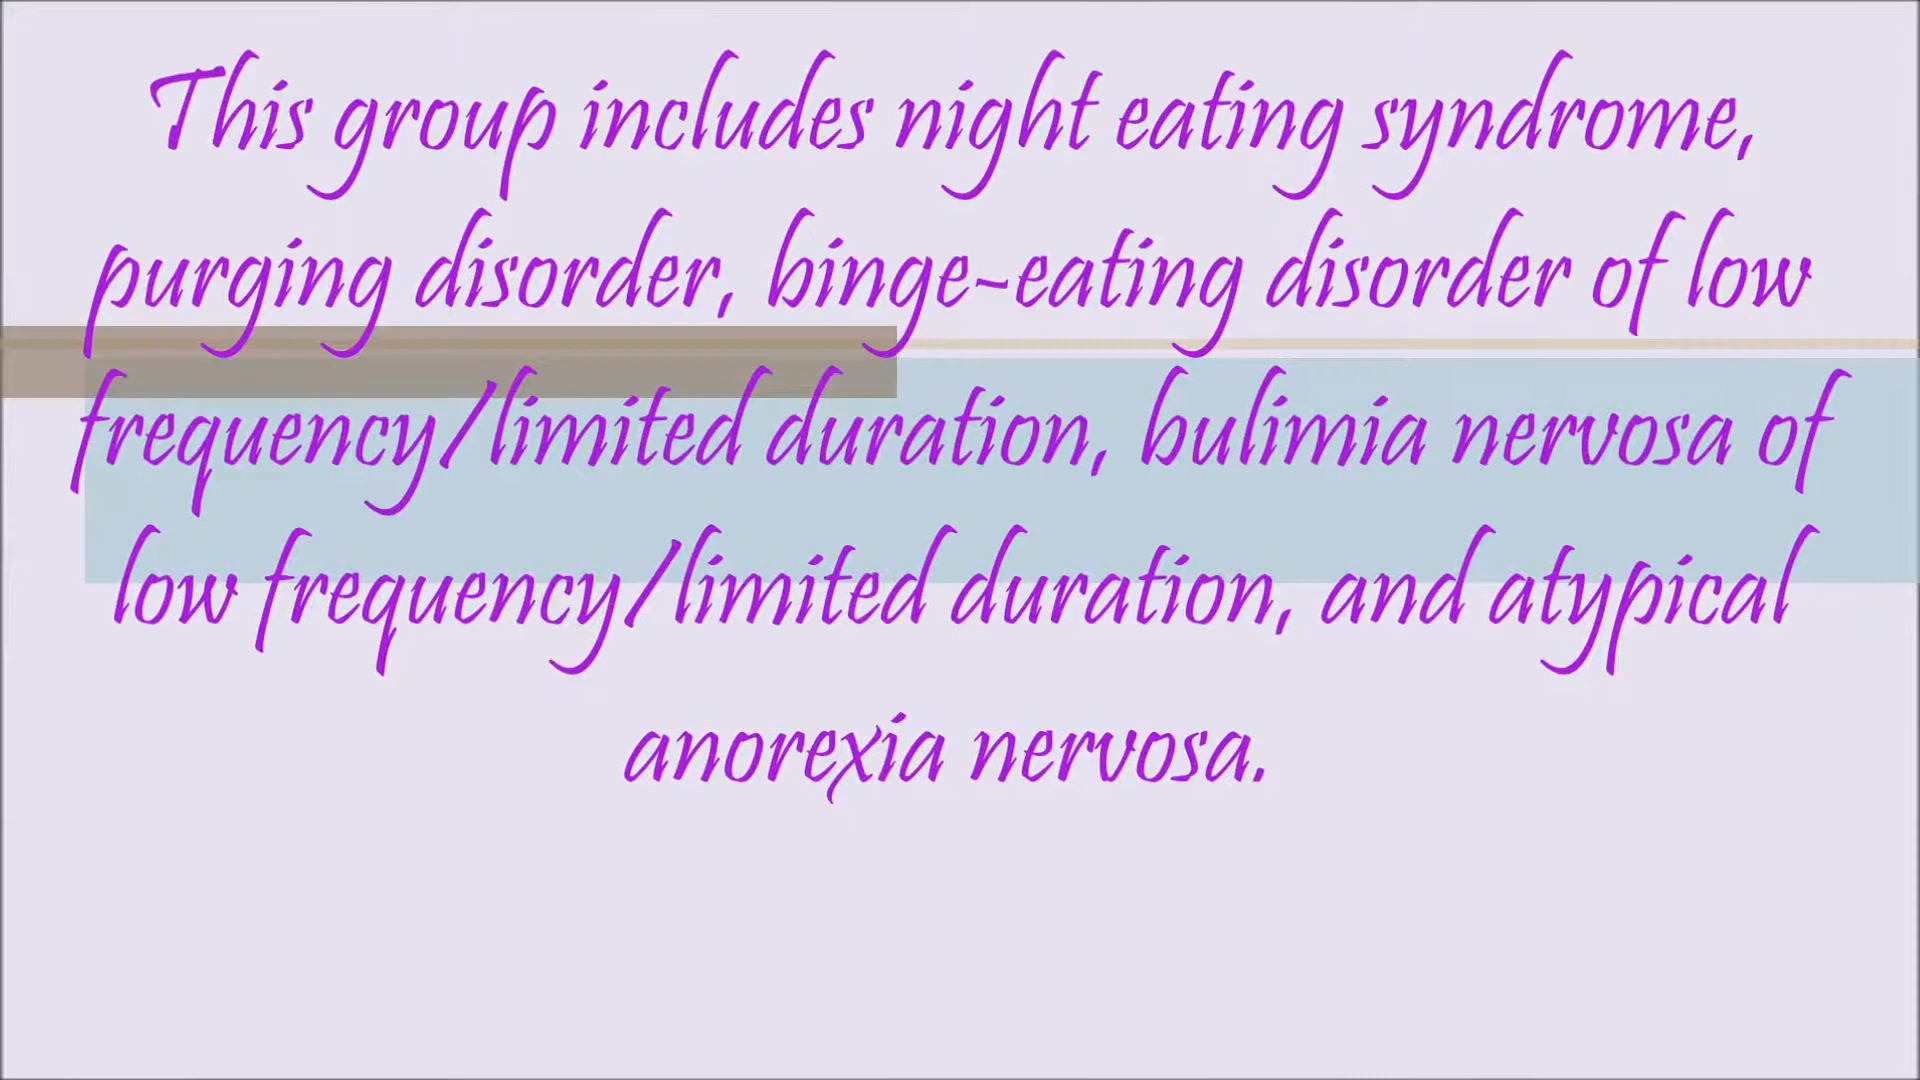 This group includes night eating syndrome,
purging disorder, binge-eating disorder of low
frequency/limited duration, bulimia nervosa of
low frequency/limited duration, and atypical
anorexia nervosa.